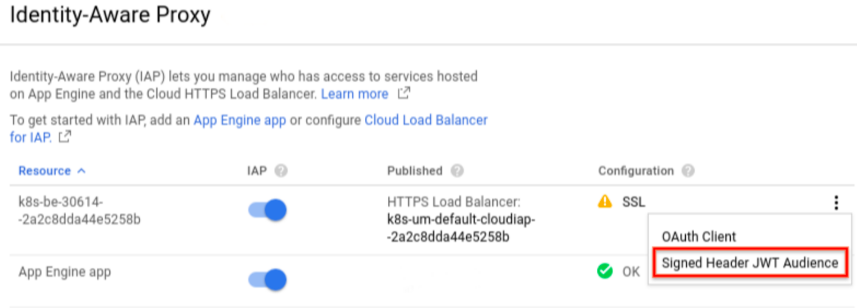 Identity-Aware Proxy
Identity-Aware Proxy (IAP) lets you manage who has access to services hosted
on App Engine and the Cloud HTTPS Load Balancer. Learn more
To get started with IAP, add an App Engine app or configure Cloud Load Balancer
for IAP.
Resource IAP Published Configuration
k8s-be-30614- HTTPS Load Balancer: SSL
-2a2c8dda44e5258b k8s-um-default-cloudiap-
-2a2c8dda44e5258b
OAuth Client
Signed Header JWT Audience
App Engine app OK